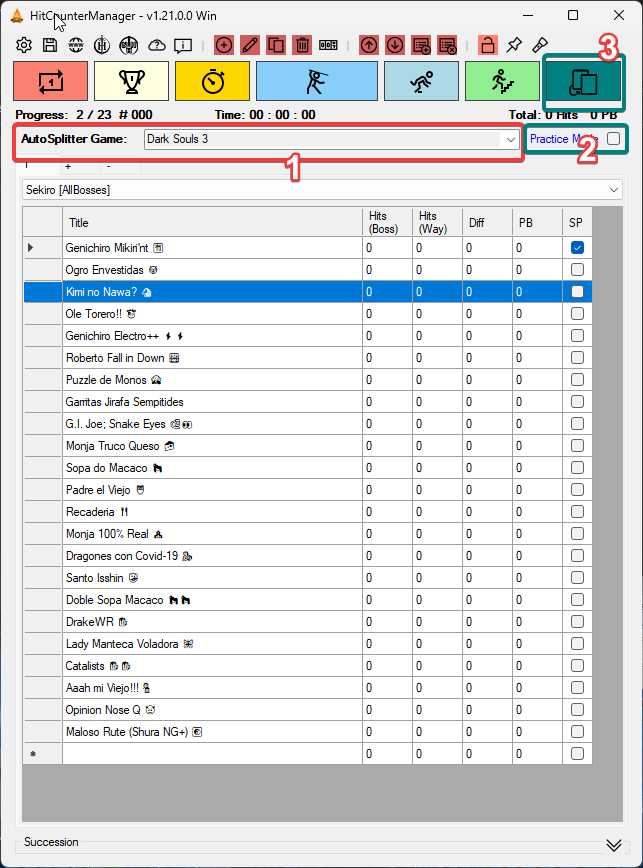 HitCounterManager - v1.21.0.0 Win
3
Progress: 2 / 23 # 000 Time: 00 : 00 : 00 Total: 0 Hits 0 PB
AutoSplitter Game: Dark Souls 3 Practice
1
2
+ -
Sekiro [AllBosses]
Title Hits (Boss) Hits (Way) Diff PB SP
Genichiro Mikiri'nt 0 0 0 0
Ogro Envestidas 0 0 0 0
Kimi no Nawa? 0 0 0 0
Ole Torero!! 0 0 0 0
Genichiro Electro++ 0 0 0 0
Roberto Fall in Down 0 0 0 0
Puzzle de Monos 0 0 0 0
Garritas Jirafa Sempitides 0 0 0 0
G.I. Joe; Snake Eyes 0 0 0 0
Monja Truco Queso 0 0 0 0
Sopa do Macaco 0 0 0 0
Padre el Viejo 0 0 0 0
Recaderia 0 0 0 0
Monja 100% Real 0 0 0 0
Dragones con Covid-19 0 0 0 0
Santo Isshin 0 0 0 0
Doble Sopa Macaco 0 0 0 0
DrakeWR 0 0 0 0
Lady Manteca Voladora 0 0 0 0
Catalists 0 0 0 0
Aaah mi Viejo!!! 0 0 0 0
Opinion Nose Q 0 0 0 0
Maloso Rute (Shura NG+) 0 0 0 0
* 0 0 0 0
Succession